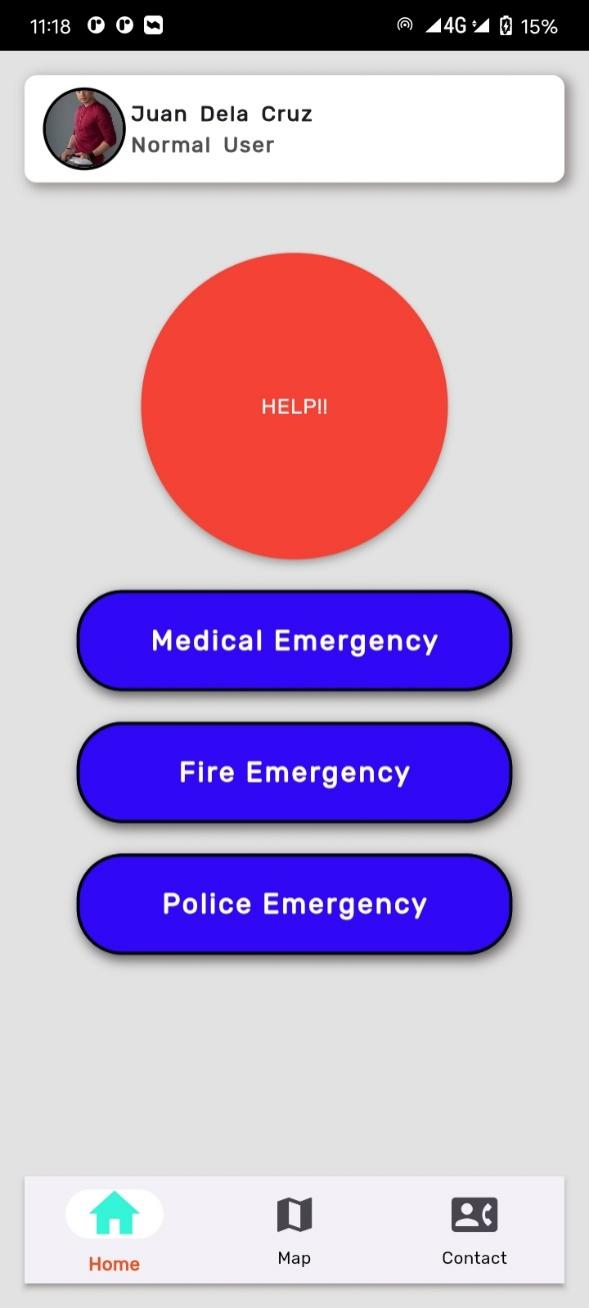 11:18
4G
15%
Juan Dela Cruz
Normal User
HELP!!
Medical Emergency
Fire Emergency
Police Emergency
Home
Map
Contact